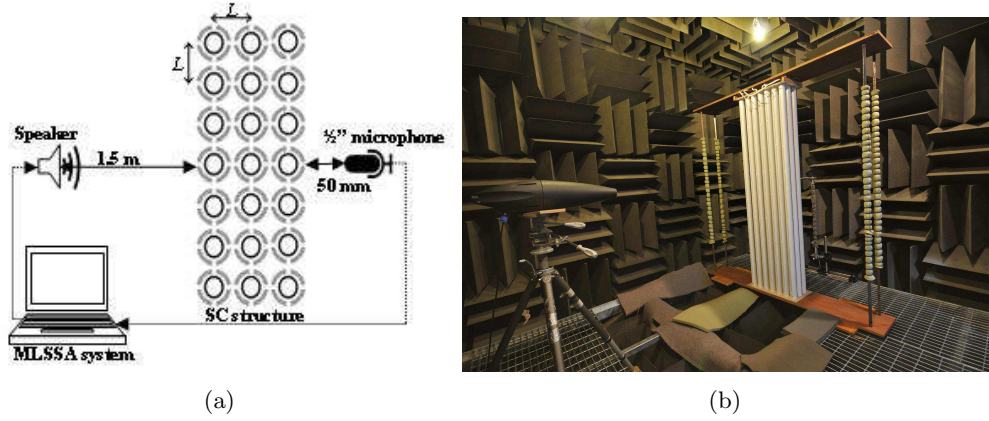 L
L
Speaker
1.5 m
½” microphone
50 mm
SC structure
MLSSA system
(a)
(b)